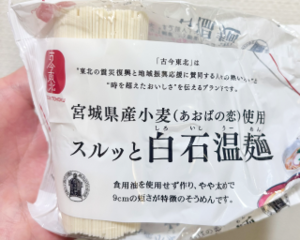 古今東北
「古今東北」は
“東北の震災復興と地域振興応援に賛同する人々の熱い
“時を超えたおいしさ”を伝えるブランドです。
宮城県産小麦(あおばの恋)使用
しろ いし うー めん
スルッと白石温麺
食用油を使用せず作り、やや太めで
9cmの短さが特徴のそうめんです。